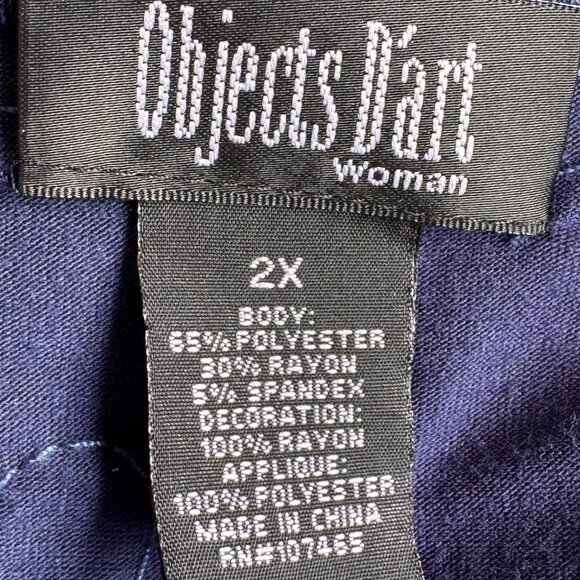 Objects D'art
woman
2X
BODY:
65% POLYESTER
30% RAYON
5% SPANDEX
DECORATION:
100% RAYON
APPLIQUE:
100% POLYESTER
MADE IN CHINA
RN#107465